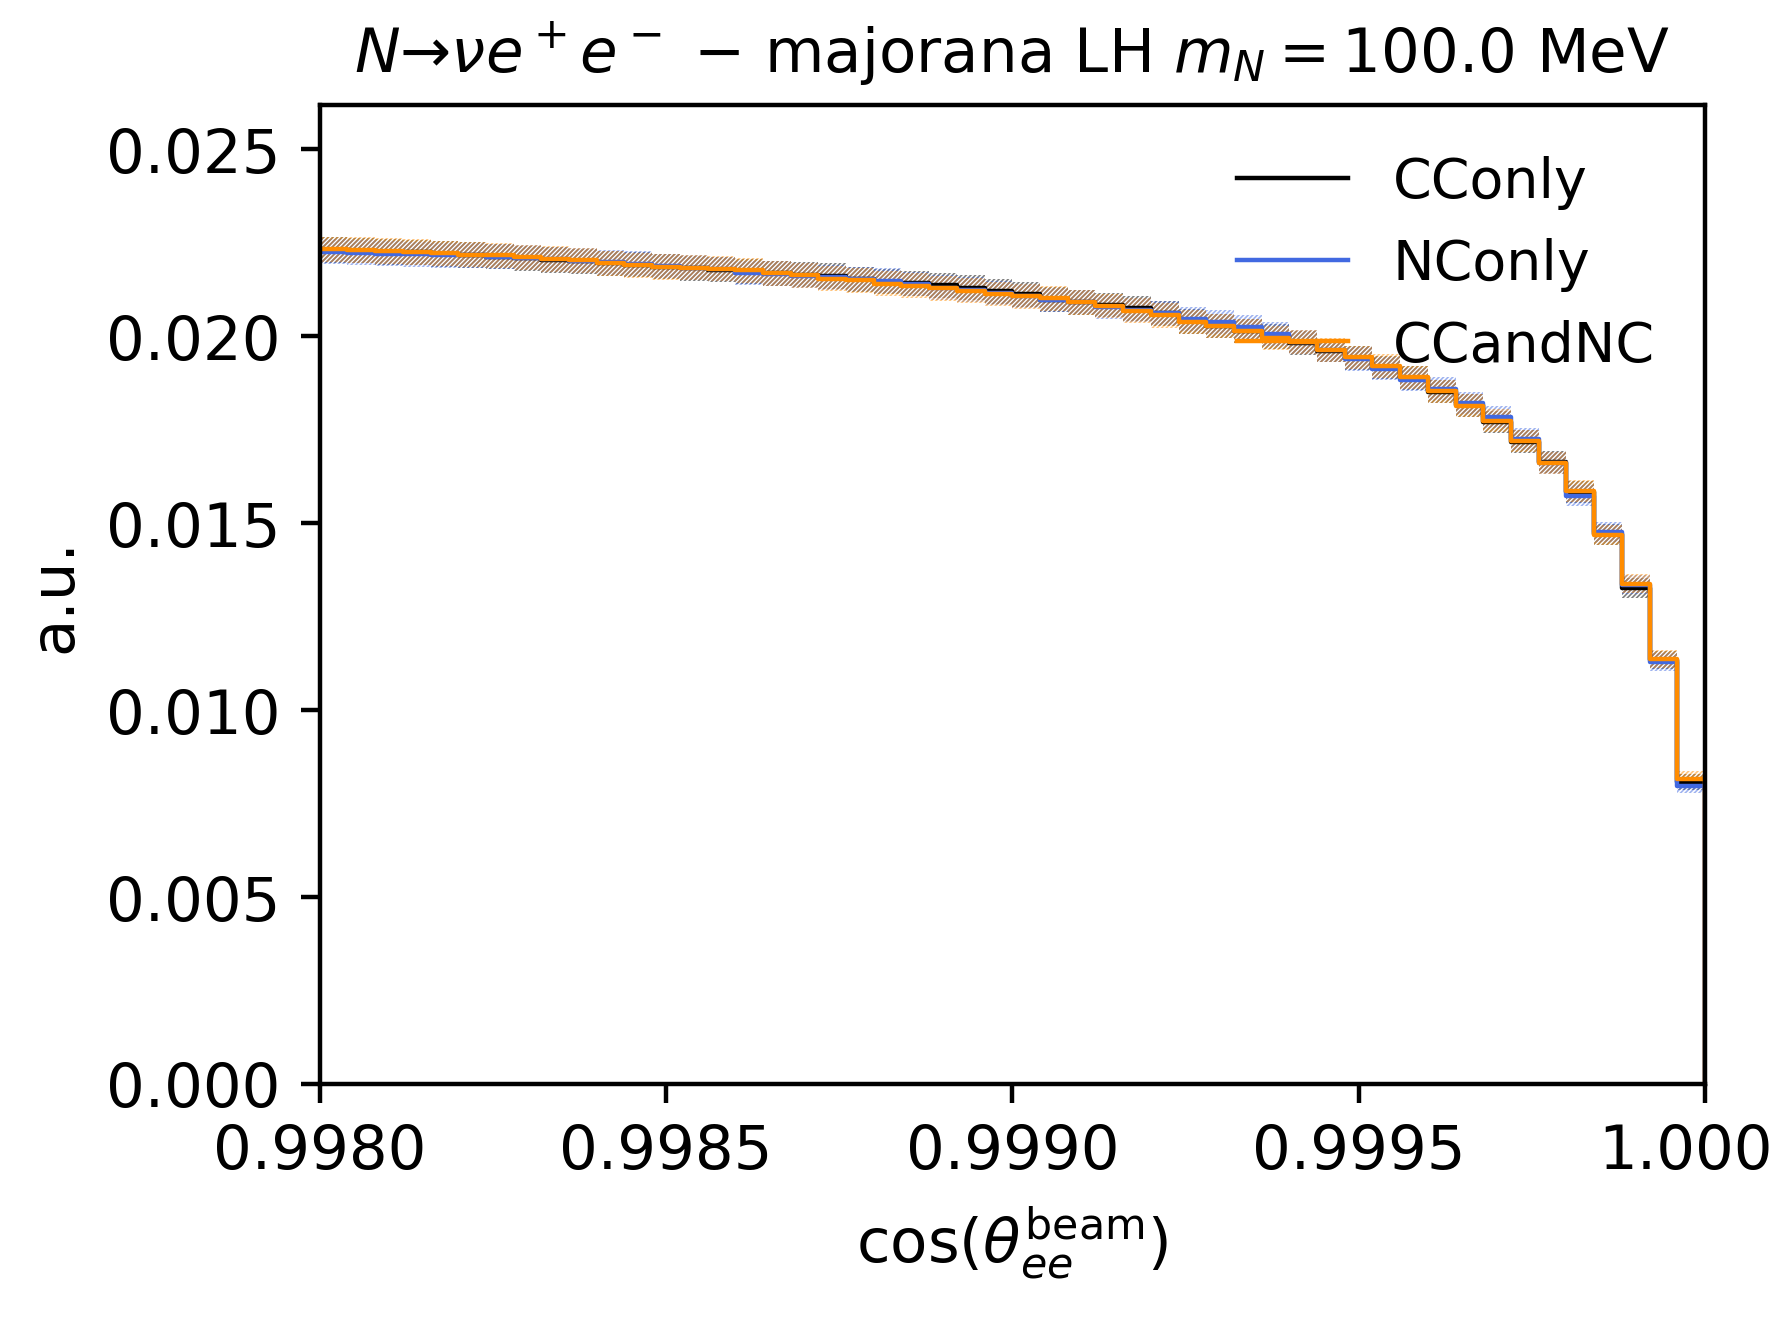 N→νe⁺e⁻ − majorana LH m_N = 100.0 MeV
CConly
NConly
CCandNC
0.025
0.020
0.015
0.010
0.005
0.000
a.u.
0.9980 0.9985 0.9990 0.9995 1.000
cos(θ_ee^beam)